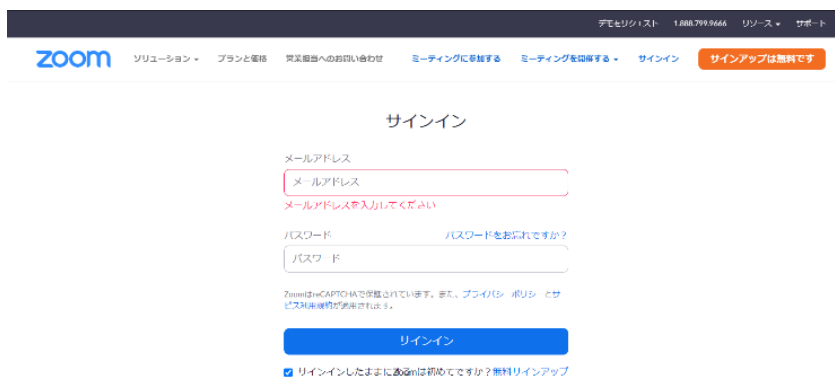 デモをリクエスト 1.888.799.9666 リソース サポート
zoom ソリューション プランと価格 営業担当へのお問い合わせ ミーティングに参加する ミーティングを開催する サインイン サインアップは無料です
サインイン
メールアドレス
メールアドレス
メールアドレスを入力してください
パスワード パスワードをお忘れですか?
パスワード
ZoomはreCAPTCHAで保護されています。また、プライバシーポリシーとサ
ービス利用規約が適用されます。
サインイン
サインインしたままに Zoomは初めてですか?無料サインアップ